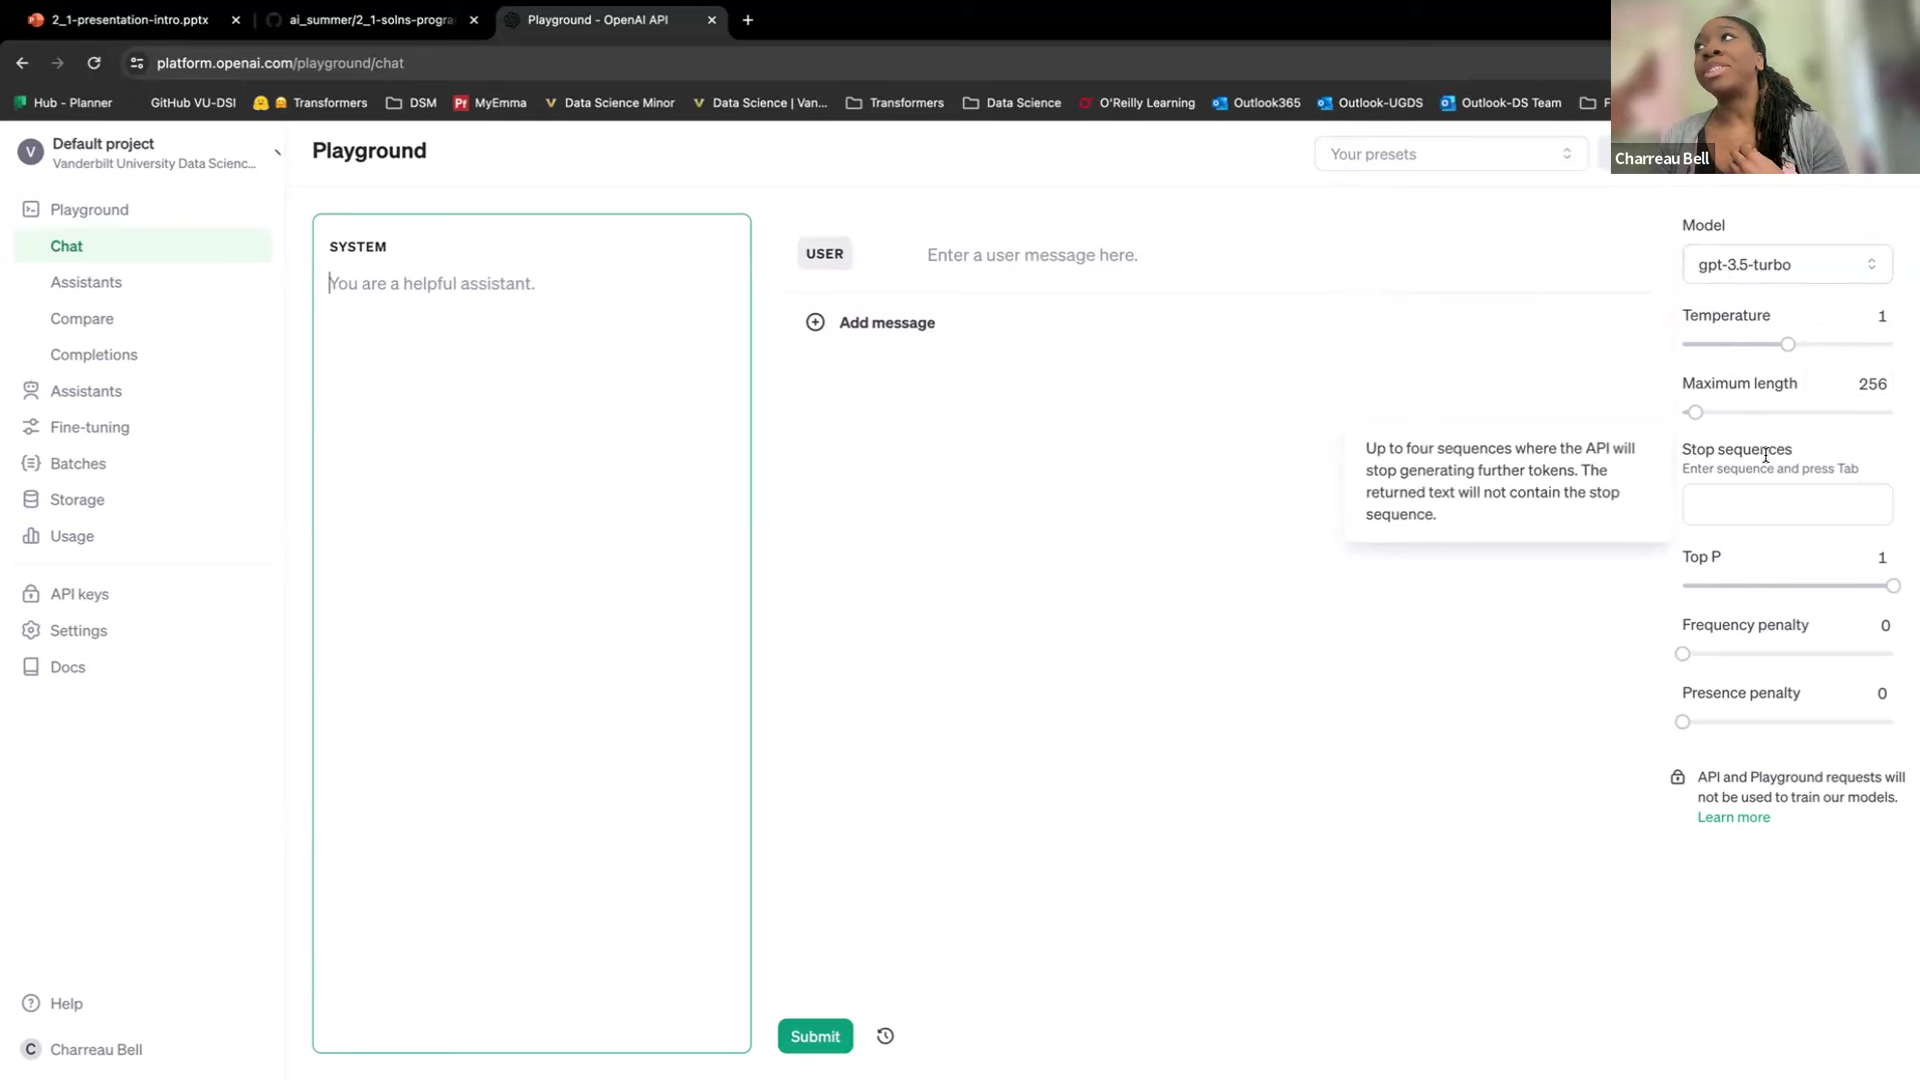 2_1-presentation-intro.pptx
ai_summer/2_1-solns-progra
Playground - OpenAI API
platform.openai.com/playground/chat
Hub - Planner
GitHub VU-DSI
Transformers
DSM
Pf MyEmma
Data Science Minor
Data Science | Van...
Transformers
Data Science
O'Reilly Learning
Outlook365
Outlook-UGDS
Outlook-DS Team
F
Charreau Bell
V
Default project
Vanderbilt University Data Scienc...
Playground
Chat
Assistants
Compare
Completions
Assistants
Fine-tuning
Batches
Storage
Usage
API keys
Settings
Docs
Help
C
Charreau Bell
Playground
Your presets
SYSTEM
You are a helpful assistant.
USER
Enter a user message here.
Add message
Submit
Up to four sequences where the API will
stop generating further tokens. The
returned text will not contain the stop
sequence.
Model
gpt-3.5-turbo
Temperature 1
Maximum length 256
Stop sequences
Enter sequence and press Tab
Top P 1
Frequency penalty 0
Presence penalty 0
API and Playground requests will
not be used to train our models.
Learn more